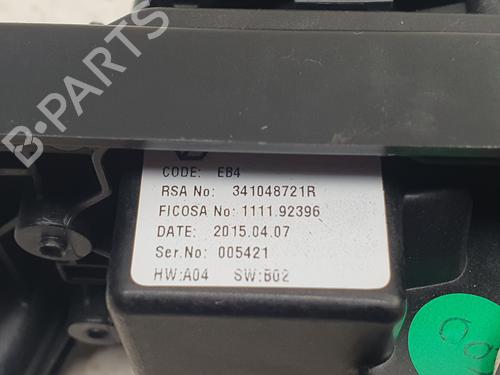 B-PARTS
CODE: EB4
RSA No: 341048721R
FICOSA No: 1111.92396
DATE: 2015.04.07
Ser.No: 005421
HW:A04 SW:B02